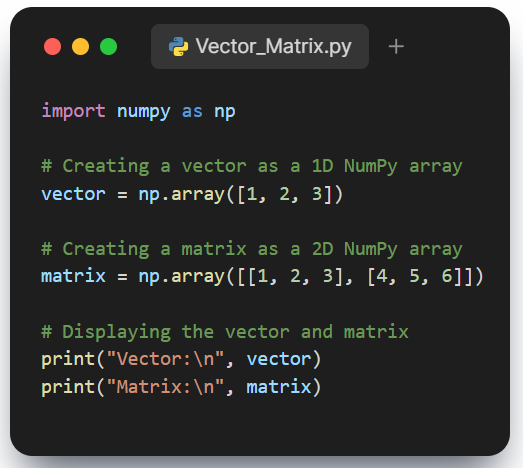 Vector_Matrix.py +
import numpy as np
# Creating a vector as a 1D NumPy array
vector = np.array([1, 2, 3])
# Creating a matrix as a 2D NumPy array
matrix = np.array([[1, 2, 3], [4, 5, 6]])
# Displaying the vector and matrix
print("Vector:\n", vector)
print("Matrix:\n", matrix)